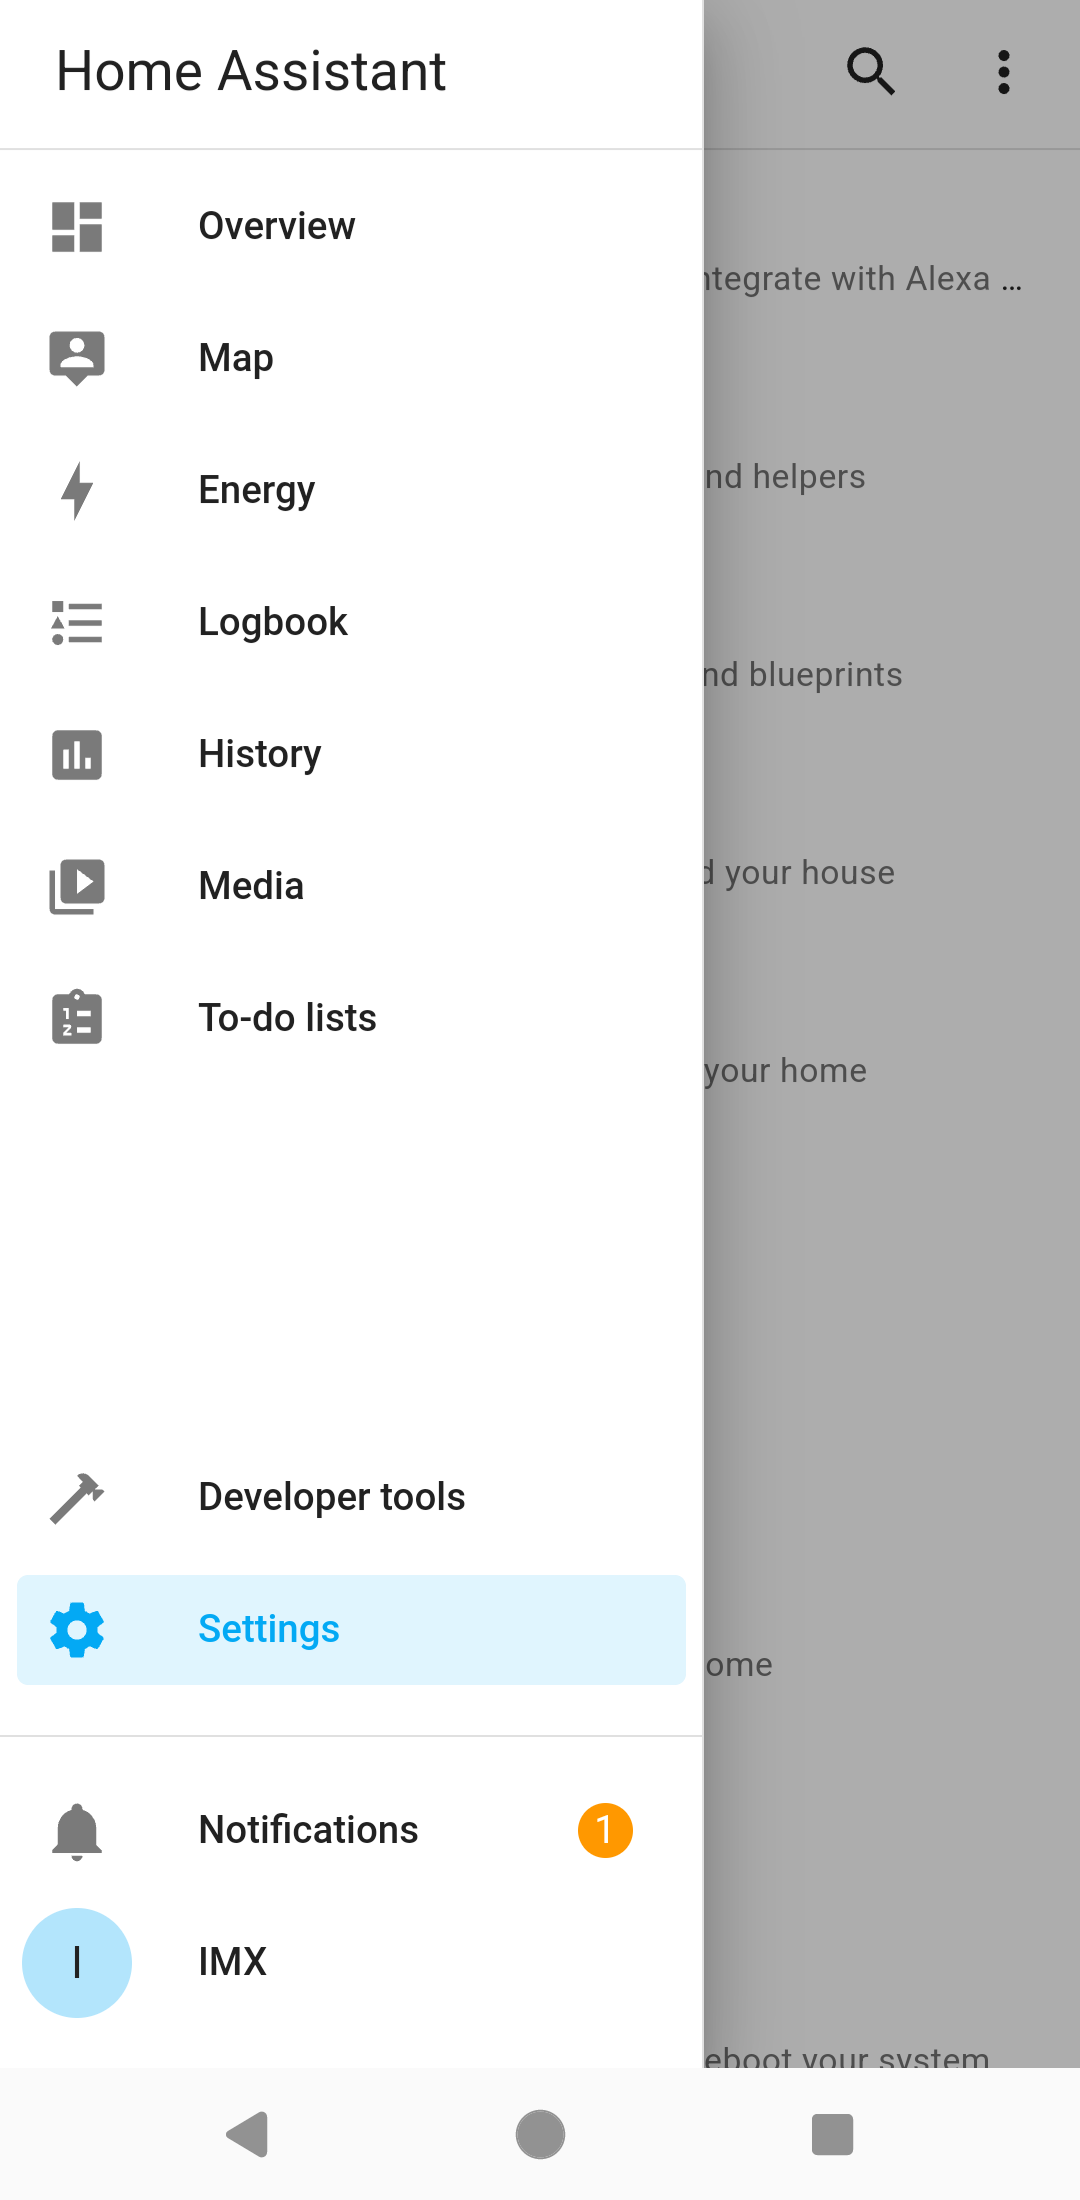 Home Assistant
Overview
ntegrate with Alexa ...
Map
Energy
nd helpers
Logbook
nd blueprints
History
Media
d your house
To-do lists
your home
Developer tools
Settings
ome
Notifications 1
I IMX
eboot your system